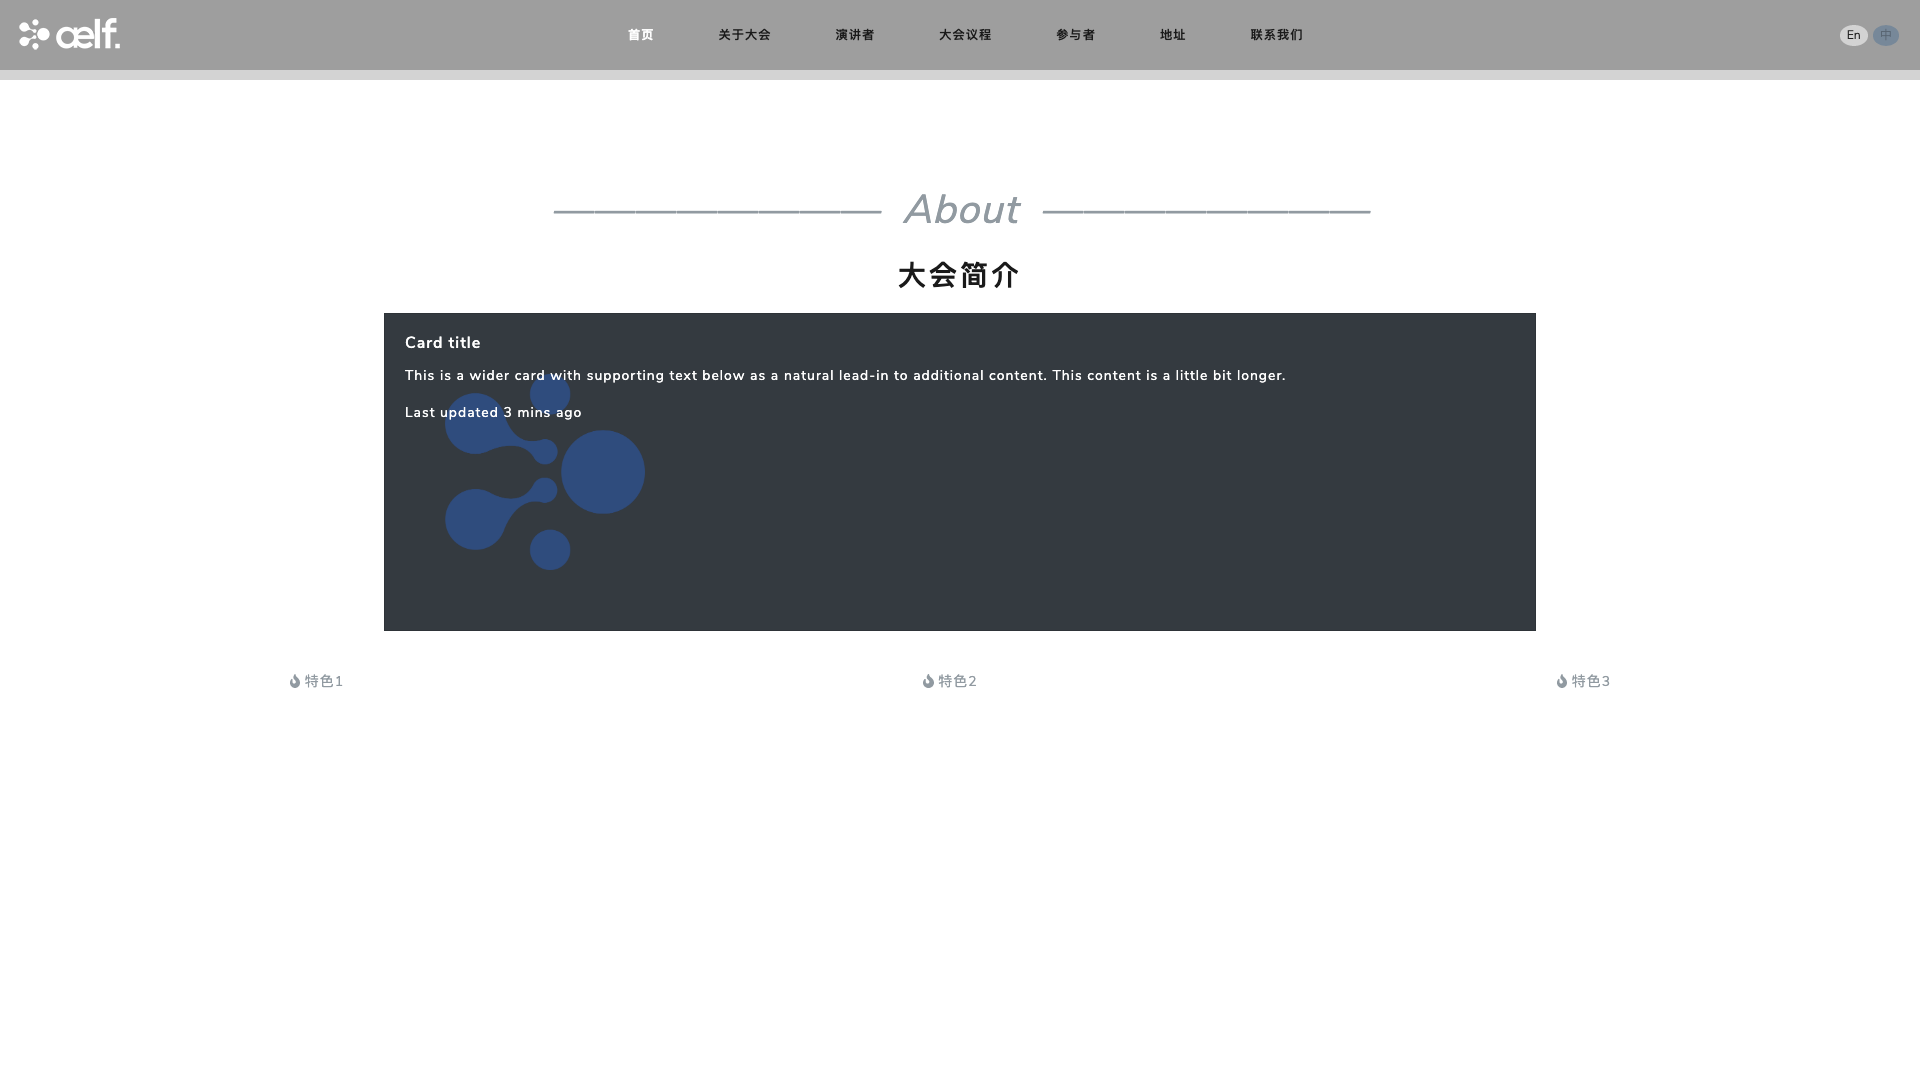 ælf.
首页 关于大会 演讲者 大会议程 参与者 地址 联系我们
En 中
About
大会简介
Card title
This is a wider card with supporting text below as a natural lead-in to additional content. This content is a little bit longer.
Last updated 3 mins ago
特色1 特色2 特色3